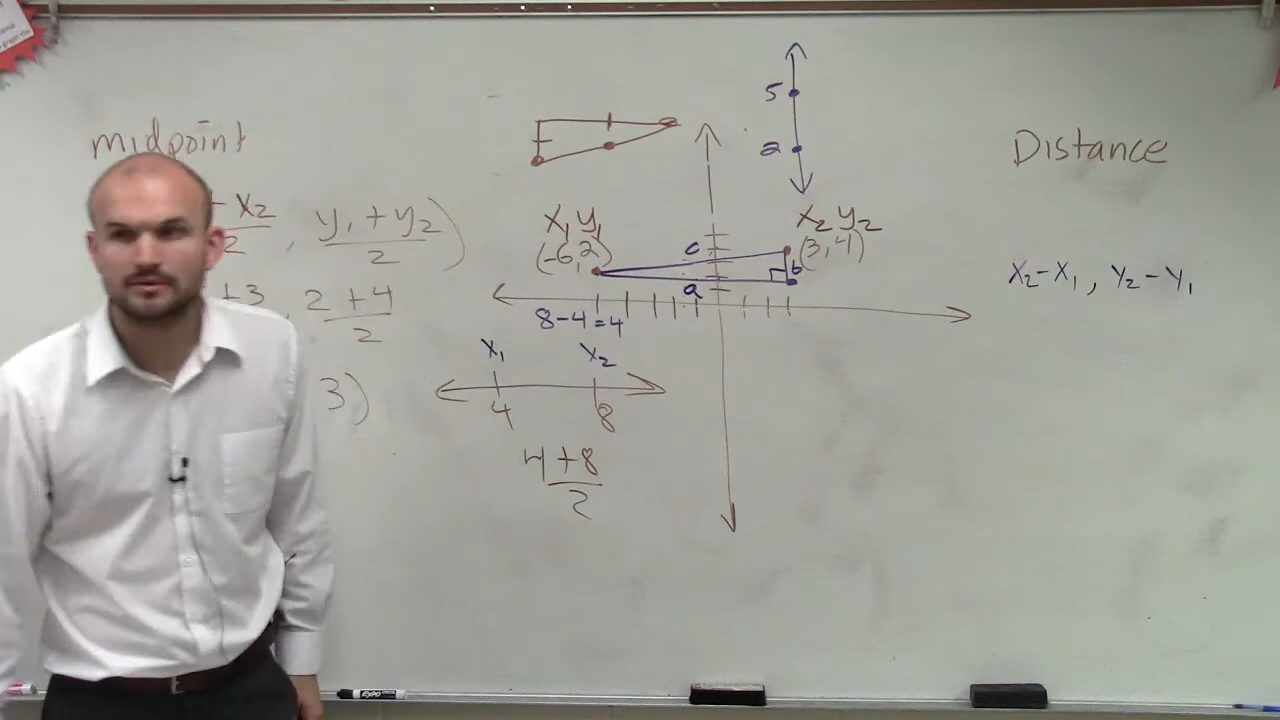 midpoint
+ x2
2
, y1 + y2 )
2
+ 3
, 2 + 4
2
3)
5
2
x1 y1
(-6, 2)
x2 y2
(3, 4)
c
b
a
8 - 4 = 4
x1 x2
4 8
4 + 8
2
Distance
x2 - x1 , y2 - y1
EXPO